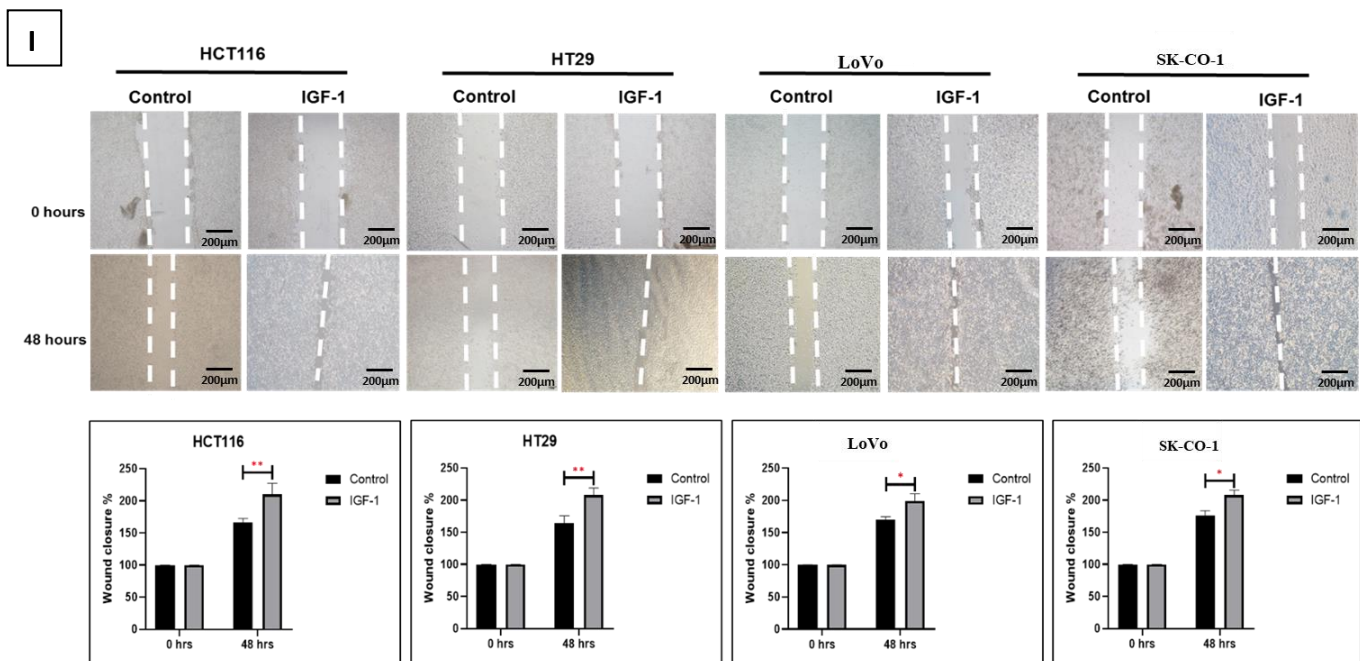 I
HCT116 HT29 LoVo SK-CO-1
Control IGF-1 Control IGF-1 Control IGF-1 Control IGF-1
0 hours
200μm 200μm 200μm 200μm 200μm 200μm 200μm 200μm
48 hours
200μm 200μm 200μm 200μm 200μm 200μm 200μm 200μm
HCT116
Wound closure %
250
200
150
100
50
0
**
0 hrs 48 hrs
Control
IGF-1
HT29
Wound closure %
250
200
150
100
50
0
**
0 hrs 48 hrs
Control
IGF-1
LoVo
Wound closure %
250
200
150
100
50
0
*
0 hrs 48 hrs
Control
IGF-1
SK-CO-1
Wound closure %
250
200
150
100
50
0
*
0 hrs 48 hrs
Control
IGF-1